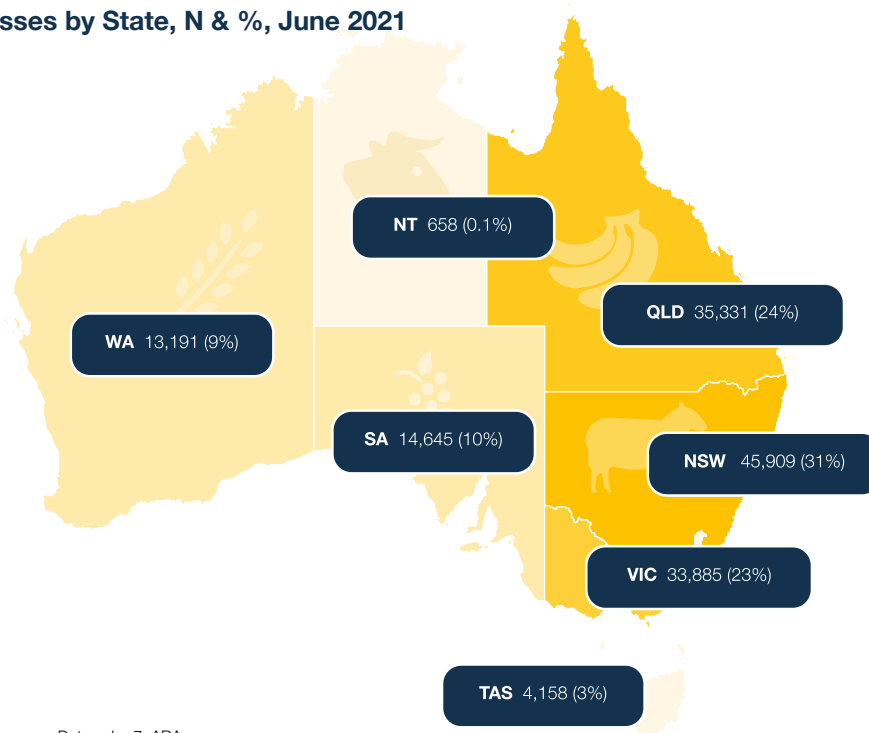 sses by State, N & %, June 2021
NT 658 (0.1%)
QLD 35,331 (24%)
WA 13,191 (9%)
SA 14,645 (10%)
NSW 45,909 (31%)
VIC 33,885 (23%)
TAS 4,158 (3%)